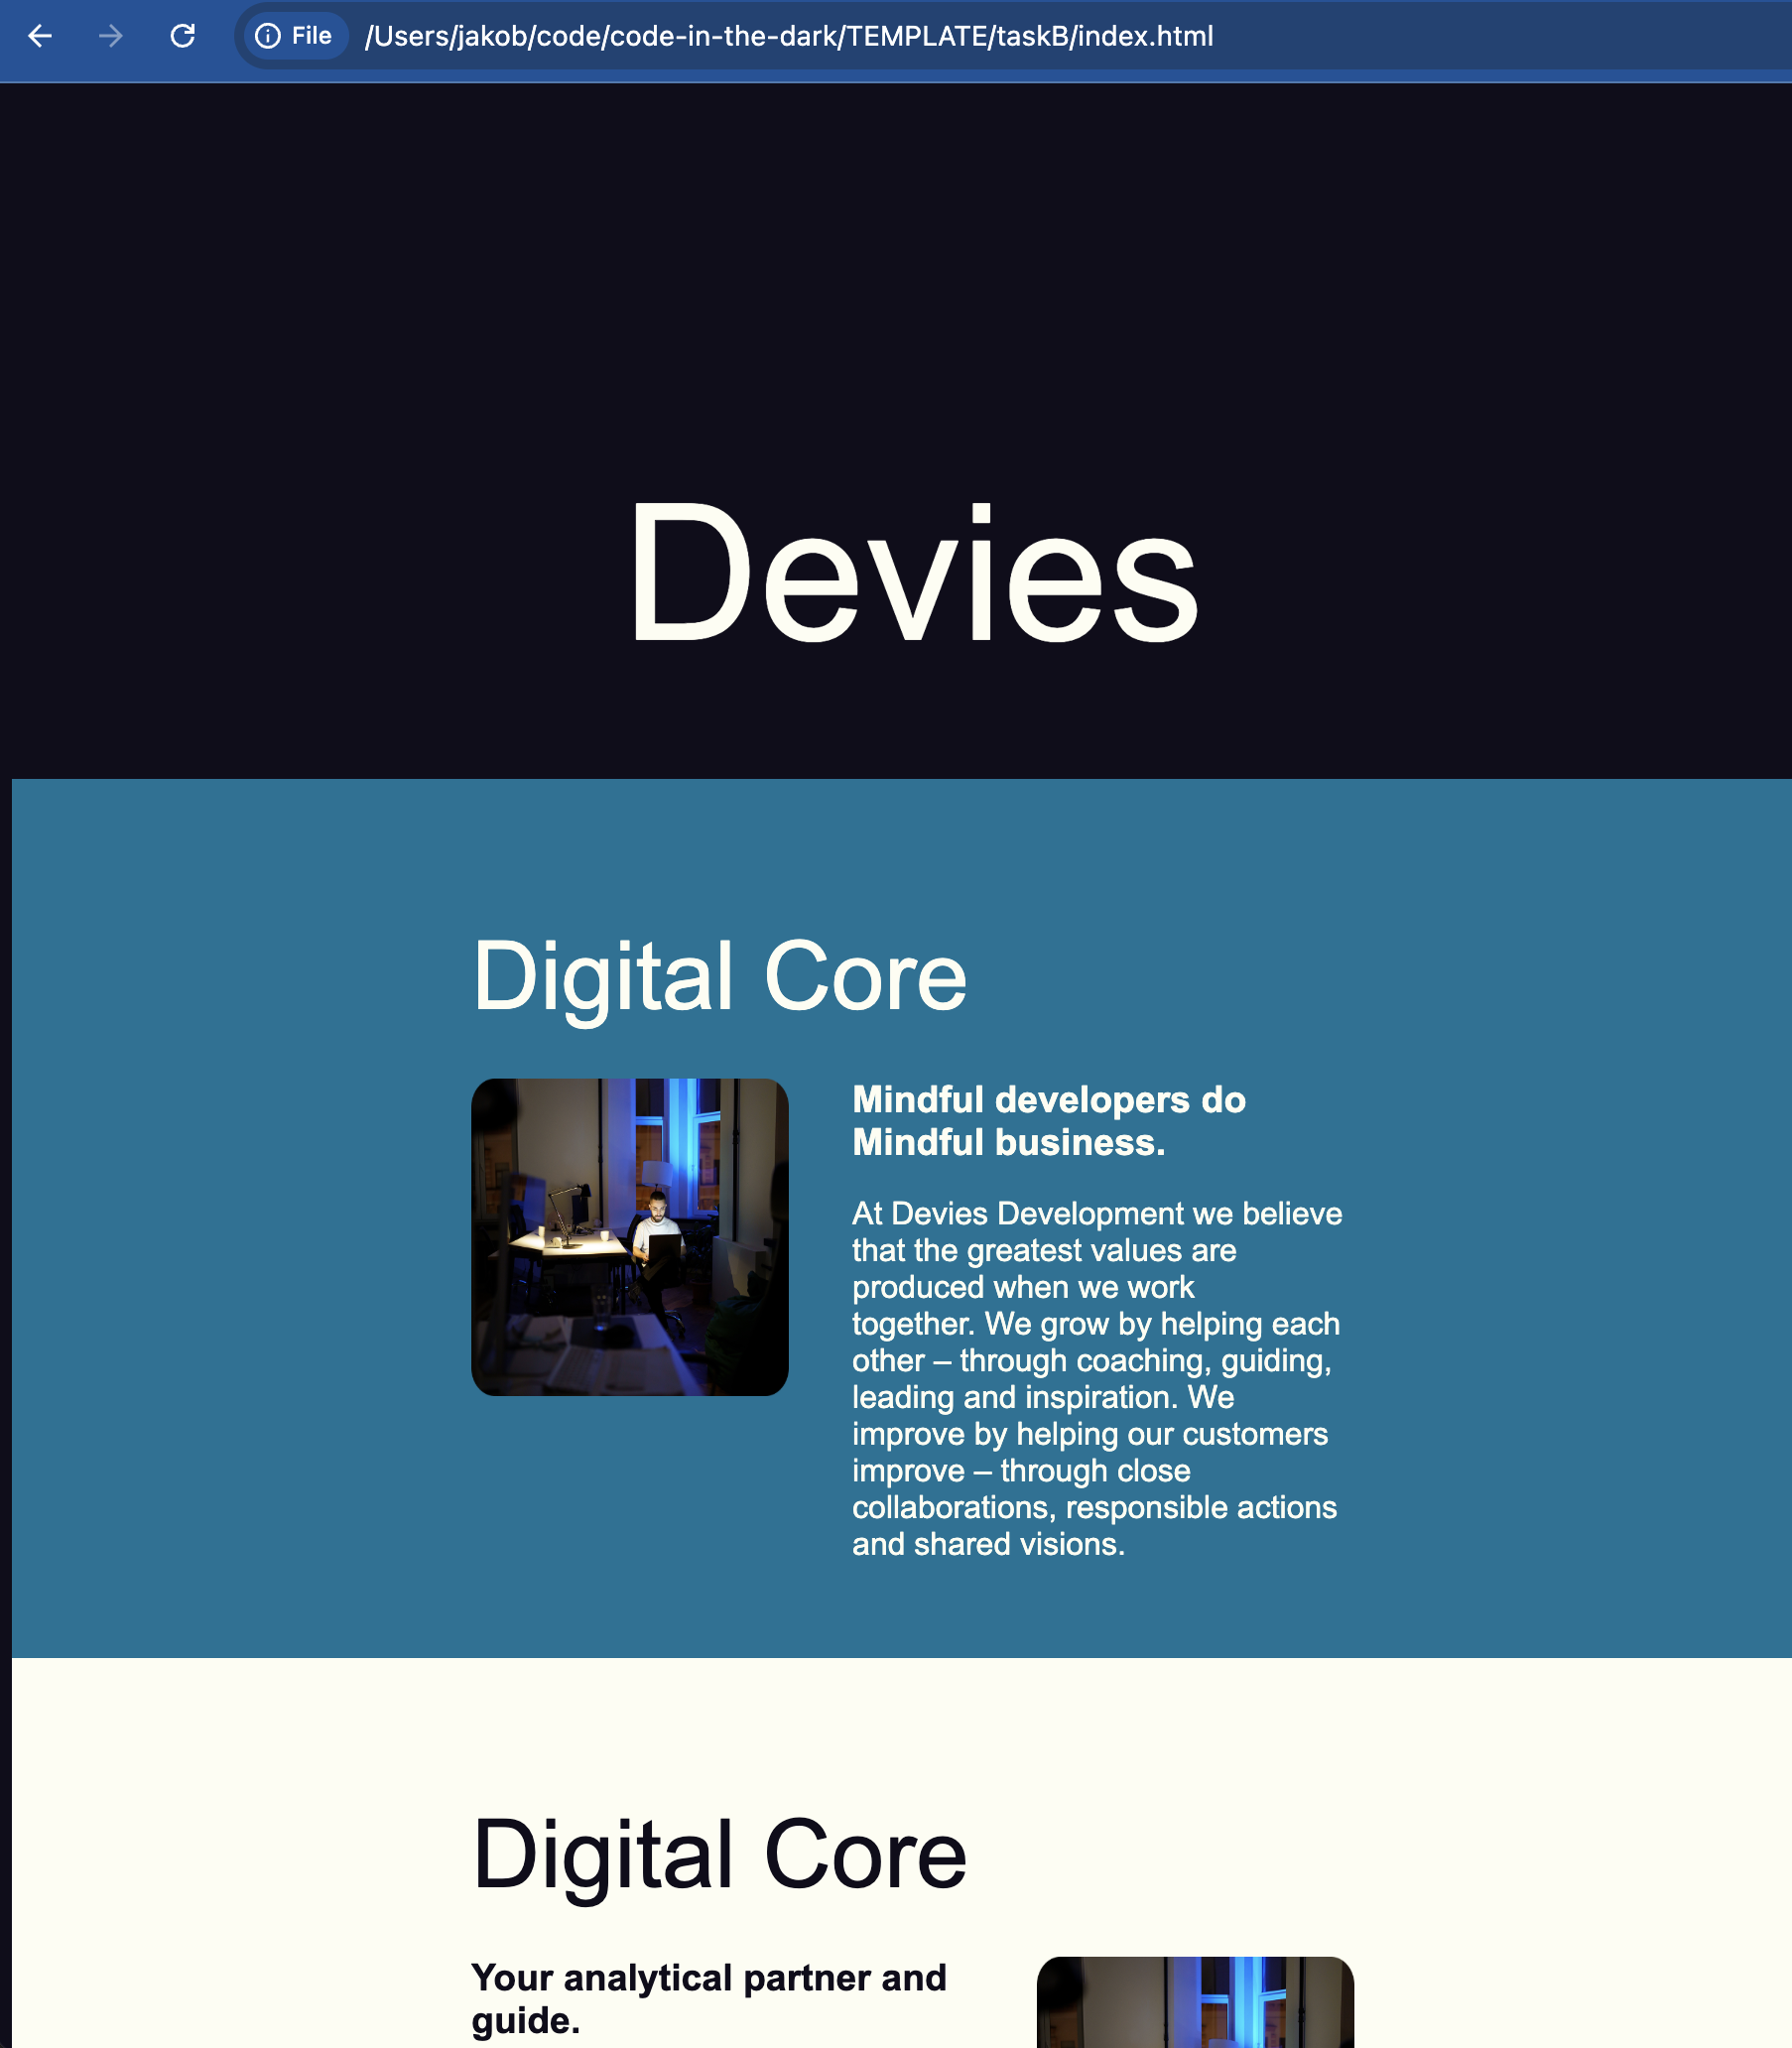 File /Users/jakob/code/code-in-the-dark/TEMPLATE/taskB/index.html
Devies
Digital Core
Mindful developers do
Mindful business.
At Devies Development we believe
that the greatest values are
produced when we work
together. We grow by helping each
other – through coaching, guiding,
leading and inspiration. We
improve by helping our customers
improve – through close
collaborations, responsible actions
and shared visions.
Digital Core
Your analytical partner and
guide.